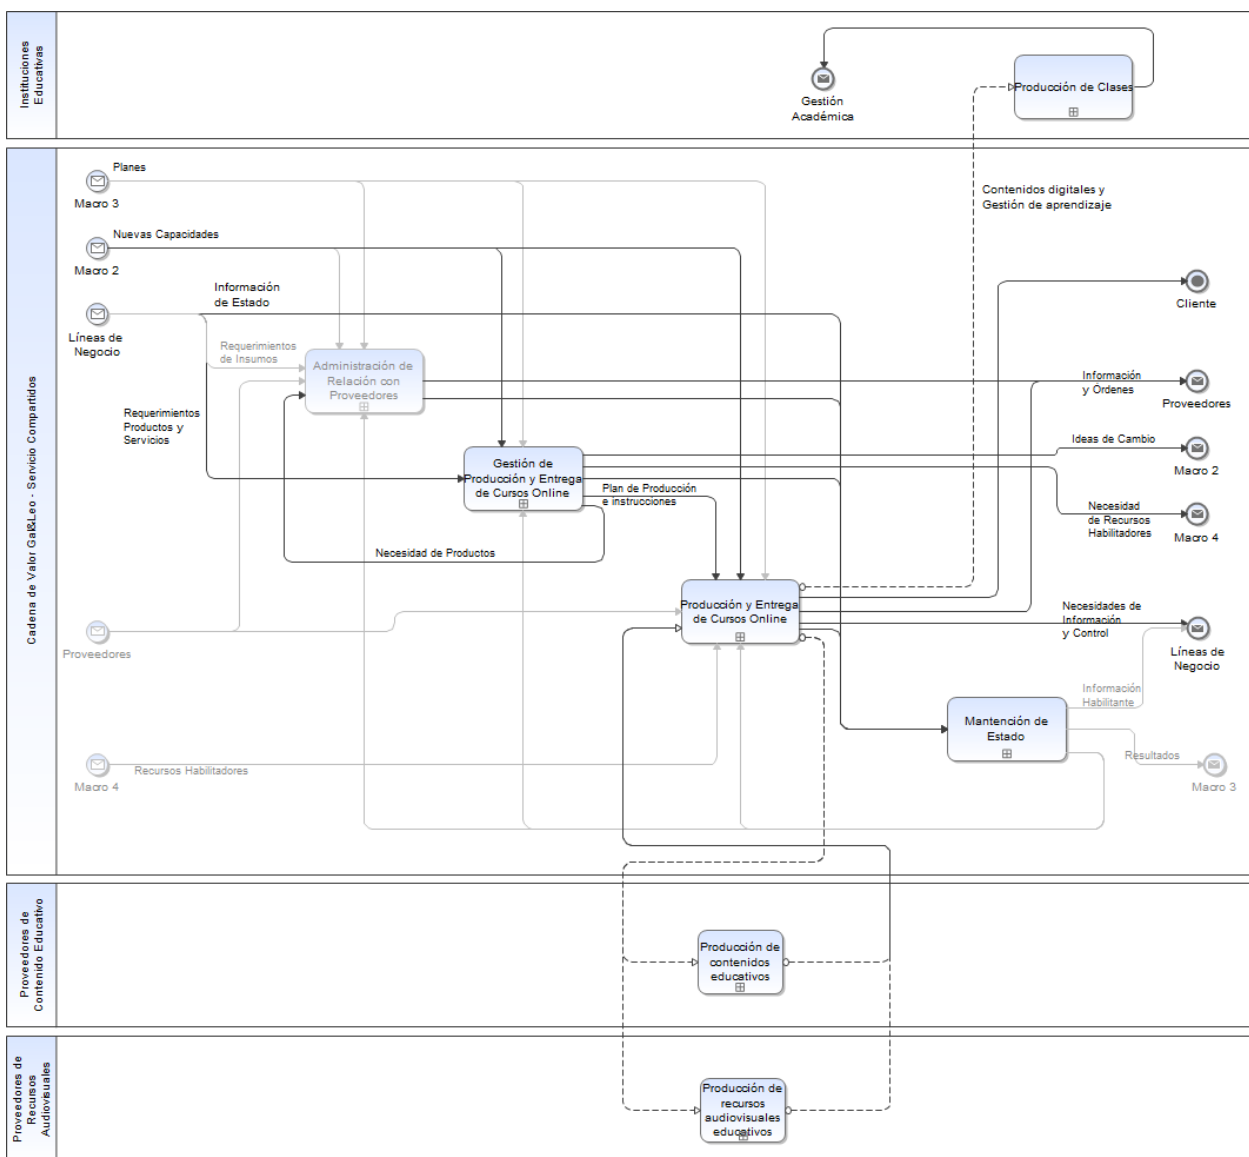 Instituciones
Educativas
Gestión
Académica
Producción de Clases
Cadena de Valor Gal&Leo - Servicio Compartidos
Planes
Macro 3
Nuevas Capacidades
Macro 2
Información
de Estado
Líneas de
Negocio
Requerimientos
de Insumos
Administración de
Relación con
Proveedores
Requerimientos
Productos y
Servicios
Gestión de
Producción y Entrega
de Cursos Online
Plan de Producción
e instrucciones
Necesidad de Productos
Contenidos digitales y
Gestión de aprendizaje
Cliente
Información
y Órdenes
Proveedores
Ideas de Cambio
Macro 2
Necesidad
de Recursos
Habilitadores
Macro 4
Proveedores
Producción y Entrega
de Cursos Online
Necesidades de
Información
y Control
Líneas de
Negocio
Información
Habilitante
Mantención de
Estado
Resultados
Macro 3
Recursos Habilitadores
Macro 4
Proveedores de
Contenido Educativo
Producción de
contenidos
educativos
Proveedores de
Recursos
Audiovisuales
Producción de
recursos
audiovisuales
educativos